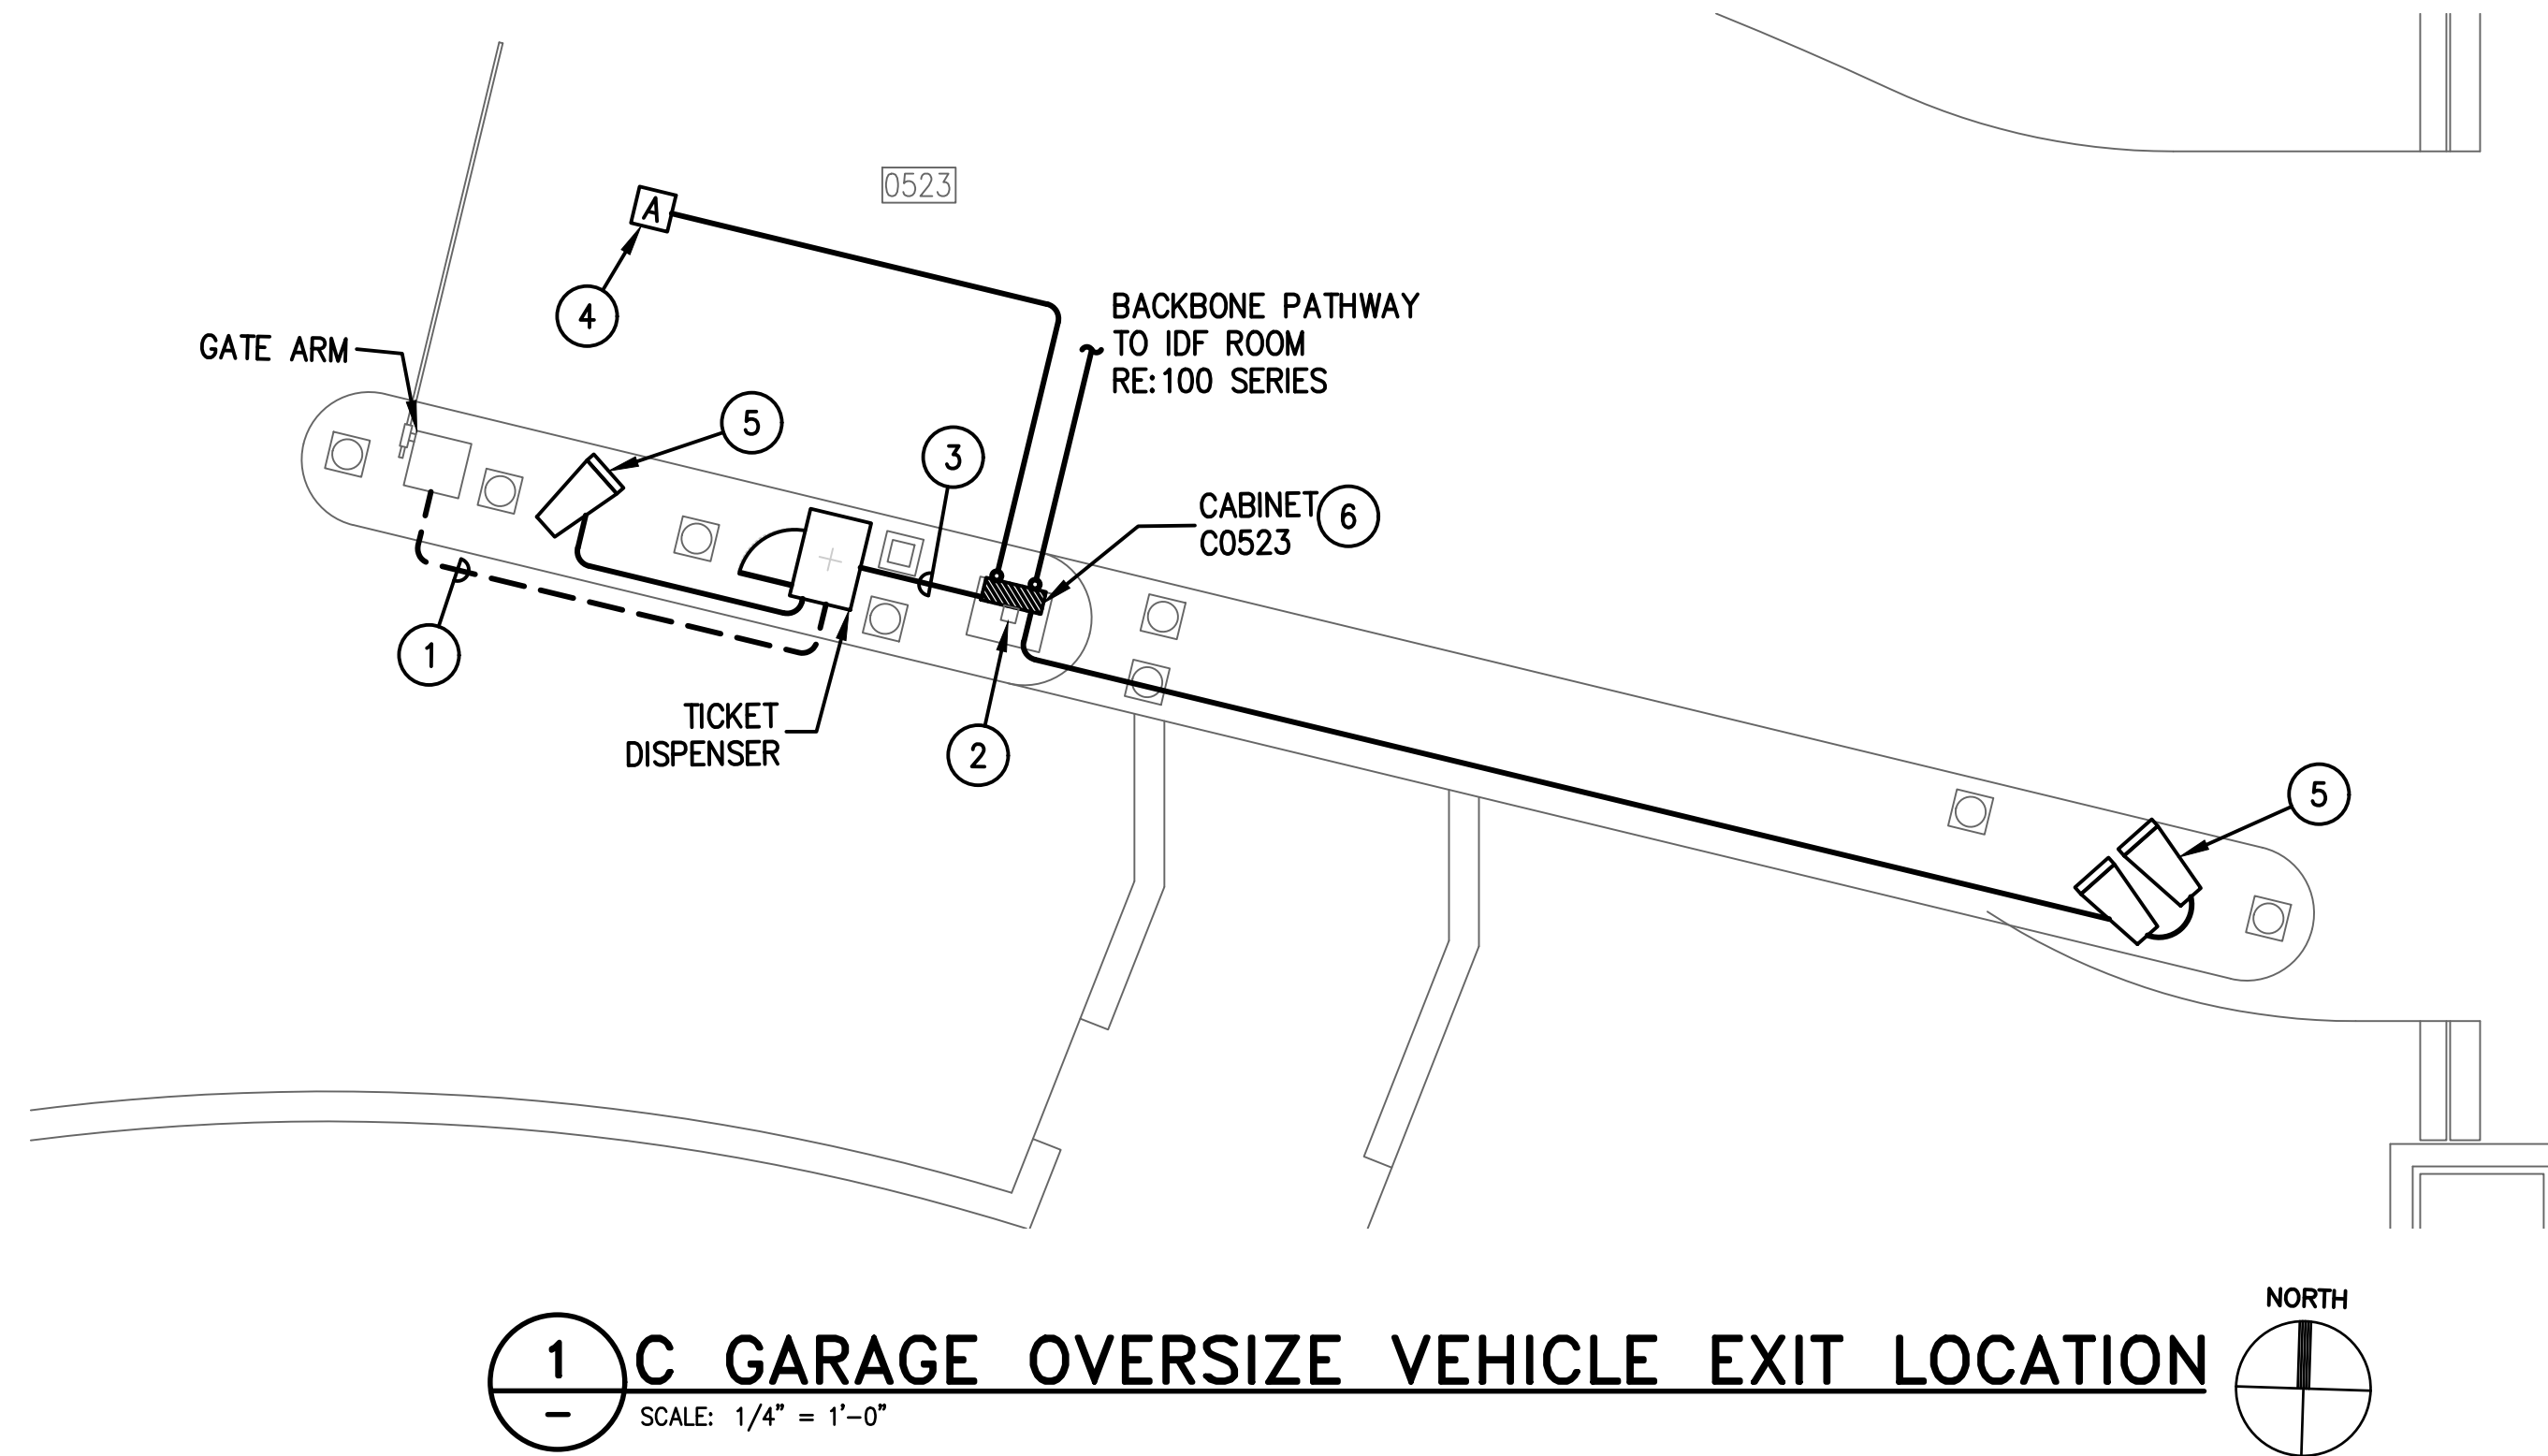 0523
A
4
BACKBONE PATHWAY
TO IDF ROOM
RE:100 SERIES
GATE ARM
5
3
CABINET 6
C0523
1
TICKET
DISPENSER
2
5
NORTH
1
–
C GARAGE OVERSIZE VEHICLE EXIT LOCATION
SCALE: 1/4" = 1'-0"